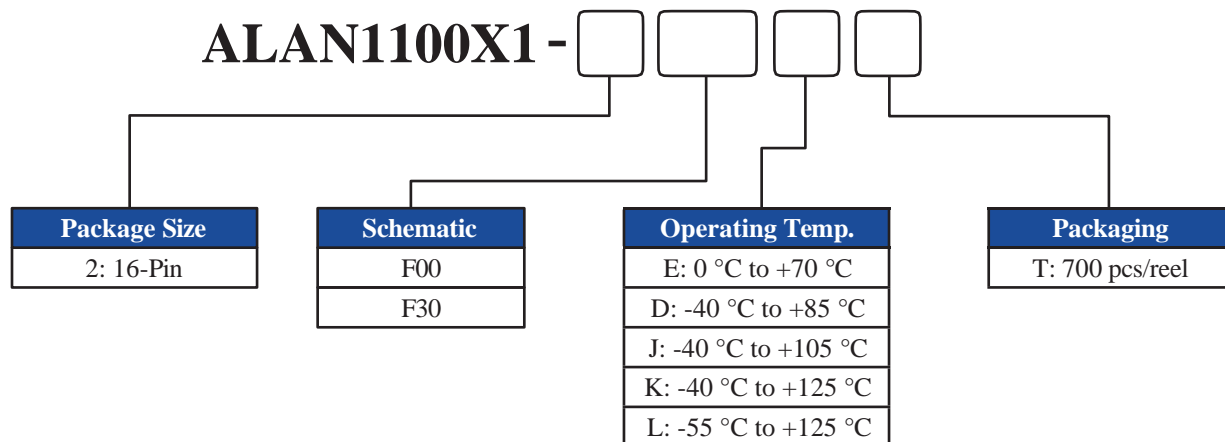 ALAN1100X1-
Package Size
2: 16-Pin
Schematic
F00
F30
Operating Temp.
E: 0 °C to +70 °C
D: -40 °C to +85 °C
J: -40 °C to +105 °C
K: -40 °C to +125 °C
L: -55 °C to +125 °C
Packaging
T: 700 pcs/reel